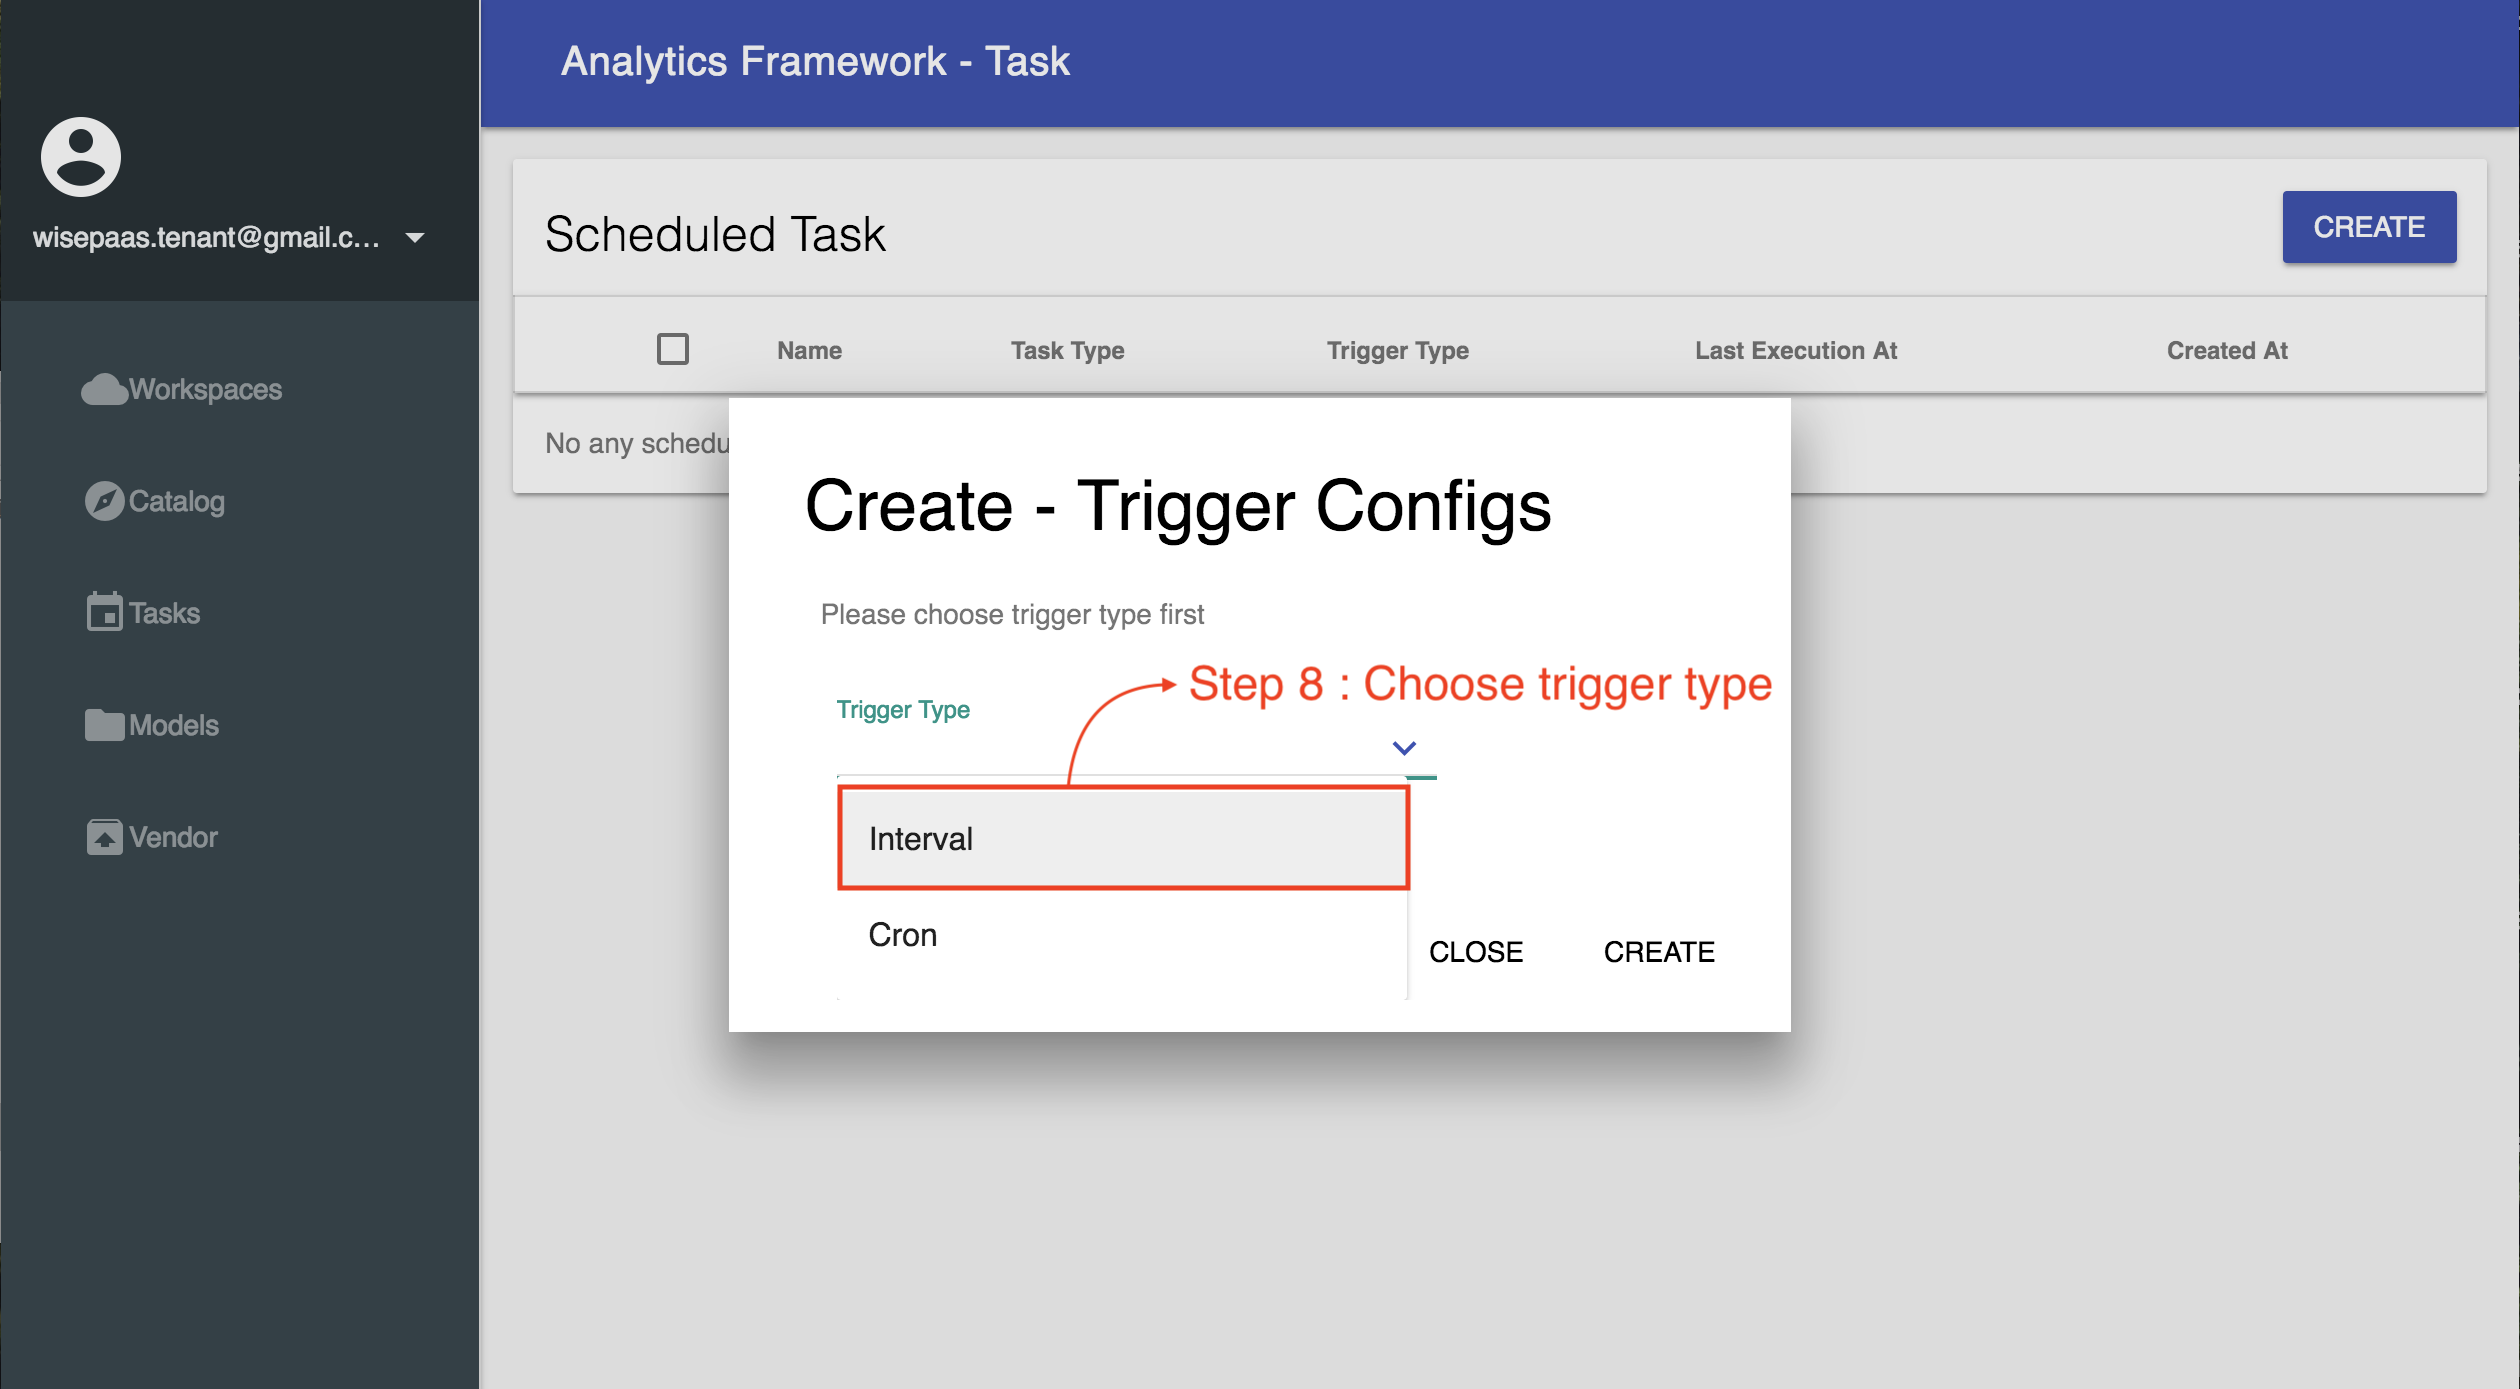 Analytics Framework - Task
wisepaas.tenant@gmail.c...
Workspaces
Catalog
Tasks
Models
Vendor
Scheduled Task
CREATE
Name Task Type Trigger Type Last Execution At Created At
No any schedu
Create - Trigger Configs
Please choose trigger type first
Step 8 : Choose trigger type
Trigger Type
Interval
Cron
CLOSE CREATE